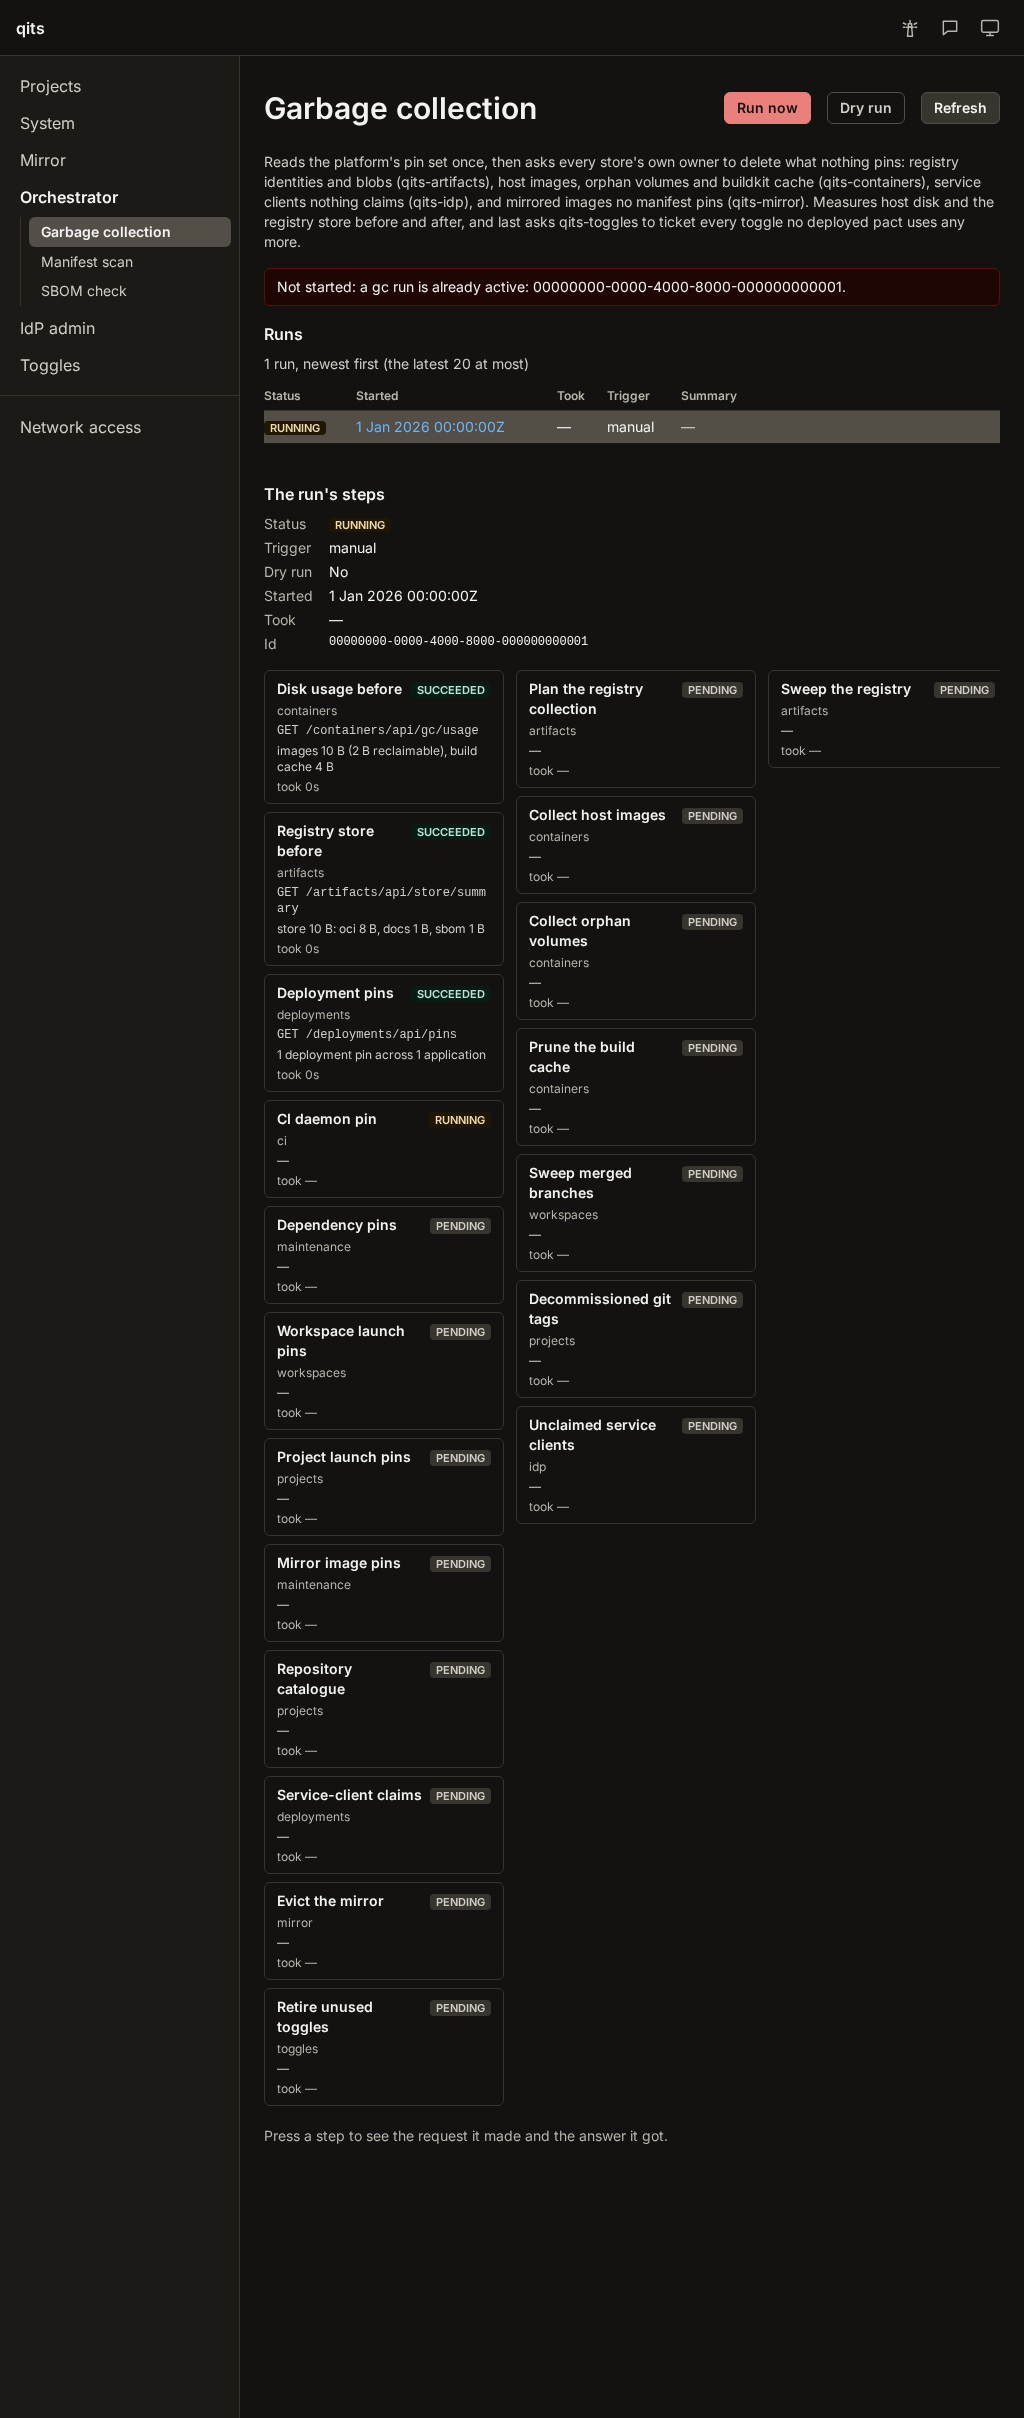 qits
Projects
System
Mirror
Orchestrator
Garbage collection
Manifest scan
SBOM check
IdP admin
Toggles
Network access
Garbage collection
Run now
Dry run
Refresh
Reads the platform's pin set once, then asks every store's own owner to delete what nothing pins: registry
identities and blobs (qits-artifacts), host images, orphan volumes and buildkit cache (qits-containers), service
clients nothing claims (qits-idp), and mirrored images no manifest pins (qits-mirror). Measures host disk and the
registry store before and after, and last asks qits-toggles to ticket every toggle no deployed pact uses any
more.
Not started: a gc run is already active: 00000000-0000-4000-8000-000000000001.
Runs
1 run, newest first (the latest 20 at most)
Status Started Took Trigger Summary
RUNNING 1 Jan 2026 00:00:00Z — manual —
The run's steps
Status RUNNING
Trigger manual
Dry run No
Started 1 Jan 2026 00:00:00Z
Took —
Id 00000000-0000-4000-8000-000000000001
Disk usage before SUCCEEDED
containers
GET /containers/api/gc/usage
images 10 B (2 B reclaimable), build
cache 4 B
took 0s
Registry store
before
SUCCEEDED
artifacts
GET /artifacts/api/store/summ
ary
store 10 B: oci 8 B, docs 1 B, sbom 1 B
took 0s
Deployment pins SUCCEEDED
deployments
GET /deployments/api/pins
1 deployment pin across 1 application
took 0s
CI daemon pin RUNNING
ci
—
took —
Dependency pins PENDING
maintenance
—
took —
Workspace launch
pins
PENDING
workspaces
—
took —
Project launch pins PENDING
projects
—
took —
Mirror image pins PENDING
maintenance
—
took —
Repository
catalogue
PENDING
projects
—
took —
Service-client claims PENDING
deployments
—
took —
Evict the mirror PENDING
mirror
—
took —
Retire unused
toggles
PENDING
toggles
—
took —
Plan the registry
collection
PENDING
artifacts
—
took —
Collect host images PENDING
containers
—
took —
Collect orphan
volumes
PENDING
containers
—
took —
Prune the build
cache
PENDING
containers
—
took —
Sweep merged
branches
PENDING
workspaces
—
took —
Decommissioned git
tags
PENDING
projects
—
took —
Unclaimed service
clients
PENDING
idp
—
took —
Sweep the registry PENDING
artifacts
—
took —
Press a step to see the request it made and the answer it got.